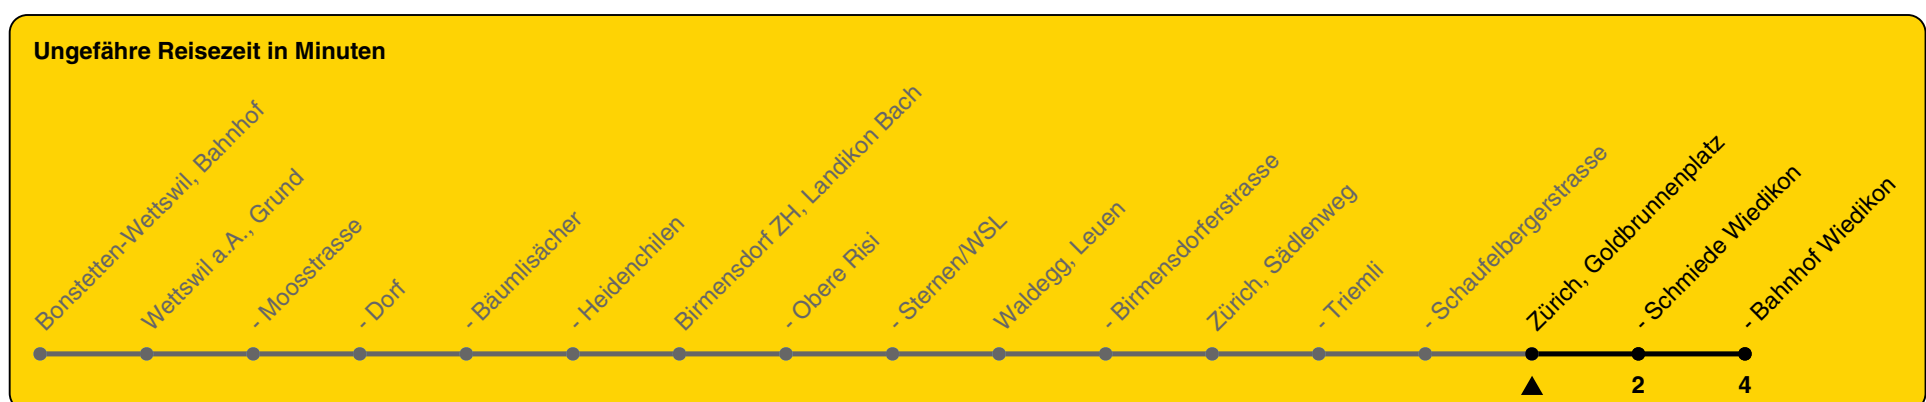 Ungefähre Reisezeit in Minuten
Bonstetten-Wettswil, Bahnhof
Wettswil a.A., Grund
- Moosstrasse
- Dorf
- Bäumlisächer
- Heidenchilen
Birmensdorf ZH, Landikon Bach
- Obere Risi
- Sternen/WSL
Waldegg, Leuen
- Birmensdorferstrasse
Zürich, Sädlenweg
- Triemli
- Schaufelbergerstrasse
Zürich, Goldbrunnenplatz
- Schmiede Wiedikon
- Bahnhof Wiedikon
2 4